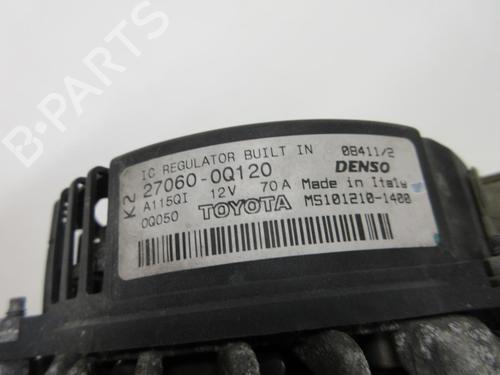 B-PARTS
IC REGULATOR BUILT IN 08411/2
K2 27060-0Q120 DENSO
A115QI 12V 70A Made in Italy
0Q050 TOYOTA MS101210-1400